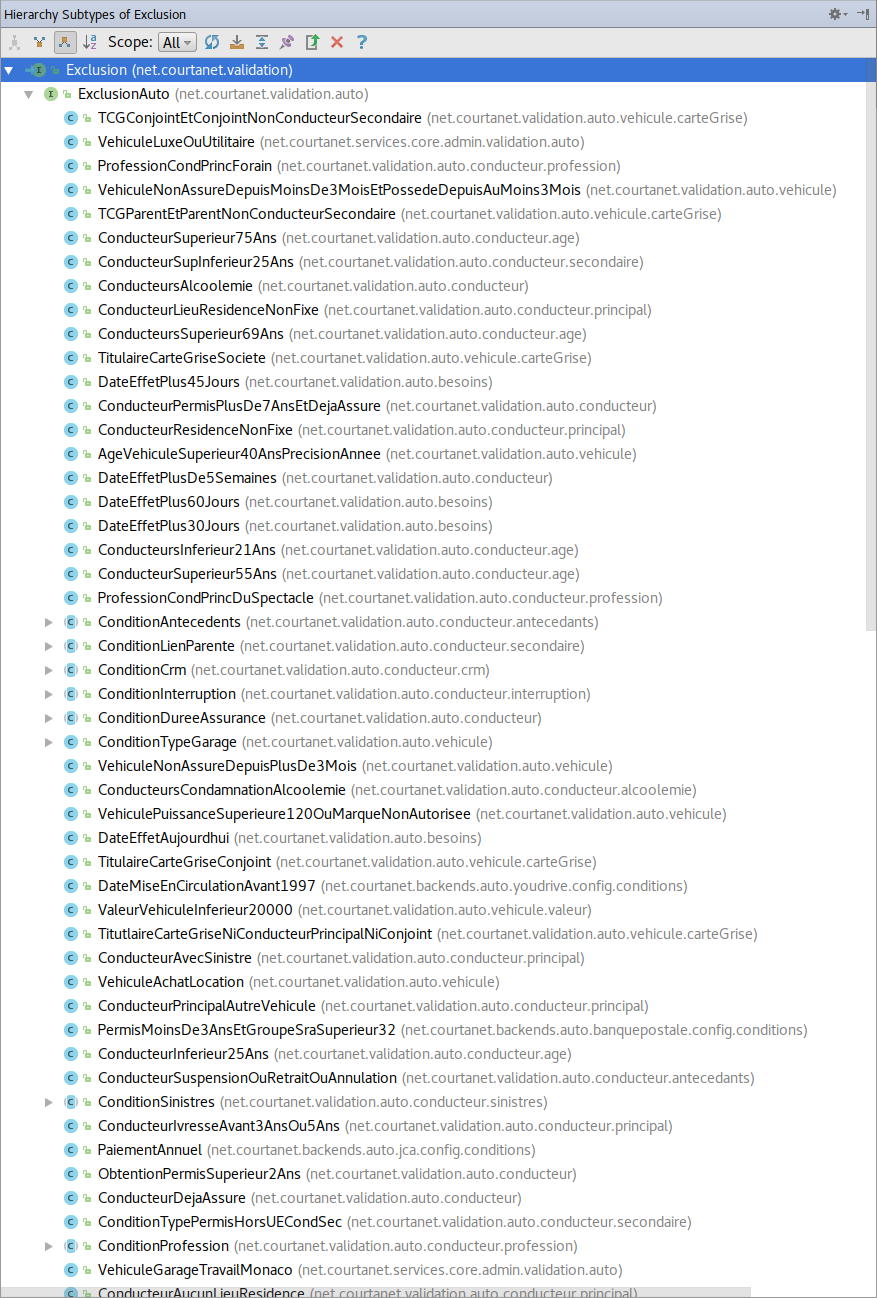 Hierarchy Subtypes of Exclusion
Scope: All
Exclusion (net.courtanet.validation)
ExclusionAuto (net.courtanet.validation.auto)
TCGConjointEtConjointNonConducteurSecondaire (net.courtanet.validation.auto.vehicule.carteGrise)
VehiculeLuxeOuUtilitaire (net.courtanet.services.core.admin.validation.auto)
ProfessionCondPrincForain (net.courtanet.validation.auto.conducteur.profession)
VehiculeNonAssureDepuisMoinsDe3MoisEtPossedeDepuisAuMoins3Mois (net.courtanet.validation.auto.vehicule)
TCGParentEtParentNonConducteurSecondaire (net.courtanet.validation.auto.vehicule.carteGrise)
ConducteurSuperieur75Ans (net.courtanet.validation.auto.conducteur.age)
ConducteurSupInferieur25Ans (net.courtanet.validation.auto.conducteur.secondaire)
ConducteursAlcoolemie (net.courtanet.validation.auto.conducteur)
ConducteurLieuResidenceNonFixe (net.courtanet.validation.auto.conducteur.principal)
ConducteursSuperieur69Ans (net.courtanet.validation.auto.conducteur.age)
TitulaireCarteGriseSociete (net.courtanet.validation.auto.vehicule.carteGrise)
DateEffetPlus45Jours (net.courtanet.validation.auto.besoins)
ConducteurPermisPlusDe7AnsEtDejaAssure (net.courtanet.validation.auto.conducteur)
ConducteurResidenceNonFixe (net.courtanet.validation.auto.conducteur.principal)
AgeVehiculeSuperieur40AnsPrecisionAnnee (net.courtanet.validation.auto.vehicule)
DateEffetPlusDe5Semaines (net.courtanet.validation.auto.conducteur)
DateEffetPlus60Jours (net.courtanet.validation.auto.besoins)
DateEffetPlus30Jours (net.courtanet.validation.auto.besoins)
ConducteursInferieur21Ans (net.courtanet.validation.auto.conducteur.age)
ConducteurSuperieur55Ans (net.courtanet.validation.auto.conducteur.age)
ProfessionCondPrincDuSpectacle (net.courtanet.validation.auto.conducteur.profession)
ConditionAntecedents (net.courtanet.validation.auto.conducteur.antecedants)
ConditionLienParente (net.courtanet.validation.auto.conducteur.secondaire)
ConditionCrm (net.courtanet.validation.auto.conducteur.crm)
ConditionInterruption (net.courtanet.validation.auto.conducteur.interruption)
ConditionDureeAssurance (net.courtanet.validation.auto.conducteur)
ConditionTypeGarage (net.courtanet.validation.auto.vehicule)
VehiculeNonAssureDepuisPlusDe3Mois (net.courtanet.validation.auto.vehicule)
ConducteursCondamnationAlcoolemie (net.courtanet.validation.auto.conducteur.alcoolemie)
VehiculePuissanceSuperieure120OuMarqueNonAutorisee (net.courtanet.validation.auto.vehicule)
DateEffetAujourdhui (net.courtanet.validation.auto.besoins)
TitulaireCarteGriseConjoint (net.courtanet.validation.auto.vehicule.carteGrise)
DateMiseEnCirculationAvant1997 (net.courtanet.backends.auto.youdrive.config.conditions)
ValeurVehiculeInferieur20000 (net.courtanet.validation.auto.vehicule.valeur)
TitutlaireCarteGriseNiConducteurPrincipalNiConjoint (net.courtanet.validation.auto.vehicule.carteGrise)
ConducteurAvecSinistre (net.courtanet.validation.auto.conducteur.principal)
VehiculeAchatLocation (net.courtanet.validation.auto.vehicule)
ConducteurPrincipalAutreVehicule (net.courtanet.validation.auto.conducteur.principal)
PermisMoinsDe3AnsEtGroupeSraSuperieur32 (net.courtanet.backends.auto.banquepostale.config.conditions)
ConducteurInferieur25Ans (net.courtanet.validation.auto.conducteur.age)
ConducteurSuspensionOuRetraitOuAnnulation (net.courtanet.validation.auto.conducteur.antecedants)
ConditionSinistres (net.courtanet.validation.auto.conducteur.sinistres)
ConducteurIvresseAvant3AnsOu5Ans (net.courtanet.validation.auto.conducteur.principal)
PaiementAnnuel (net.courtanet.backends.auto.jca.config.conditions)
ObtentionPermisSuperieur2Ans (net.courtanet.validation.auto.conducteur)
ConducteurDejaAssure (net.courtanet.validation.auto.conducteur)
ConditionTypePermisHorsUECondSec (net.courtanet.validation.auto.conducteur.secondaire)
ConditionProfession (net.courtanet.validation.auto.conducteur.profession)
VehiculeGarageTravailMonaco (net.courtanet.services.core.admin.validation.auto)
ConducteurAucunLieuResidence (net.courtanet.validation.auto.conducteur.principal)